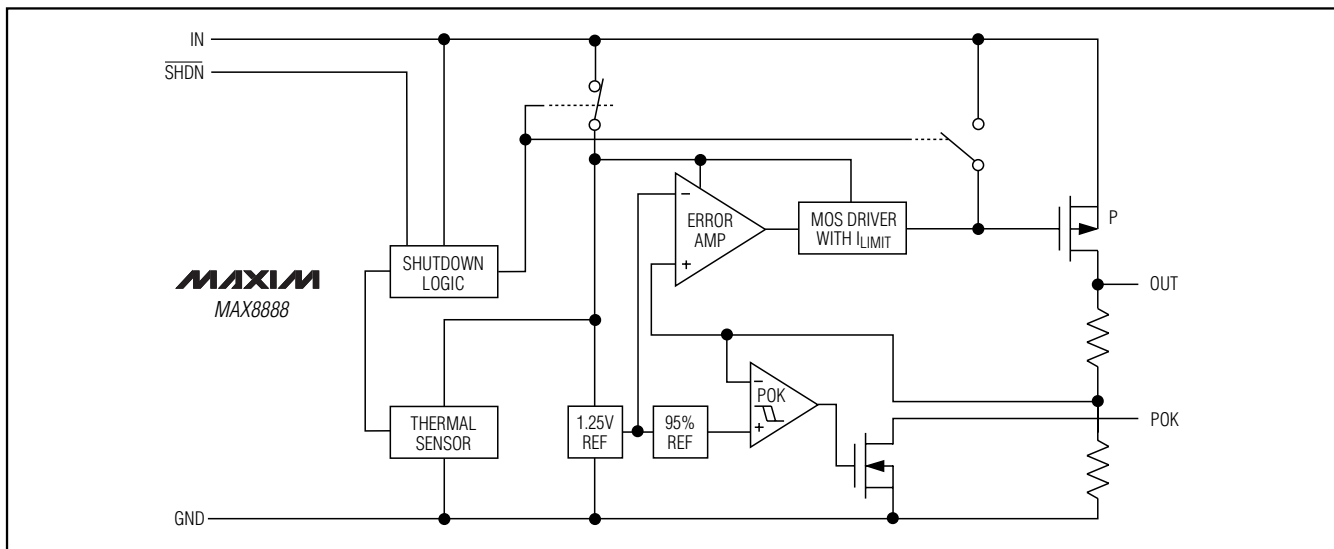 IN
SHDN
P
ERROR
AMP
MOS DRIVER
WITH ILIMIT
SHUTDOWN
LOGIC
MAXIM
MAX8888
OUT
POK
THERMAL
SENSOR
1.25V
REF
95%
REF
POK
GND
−
+
−
+